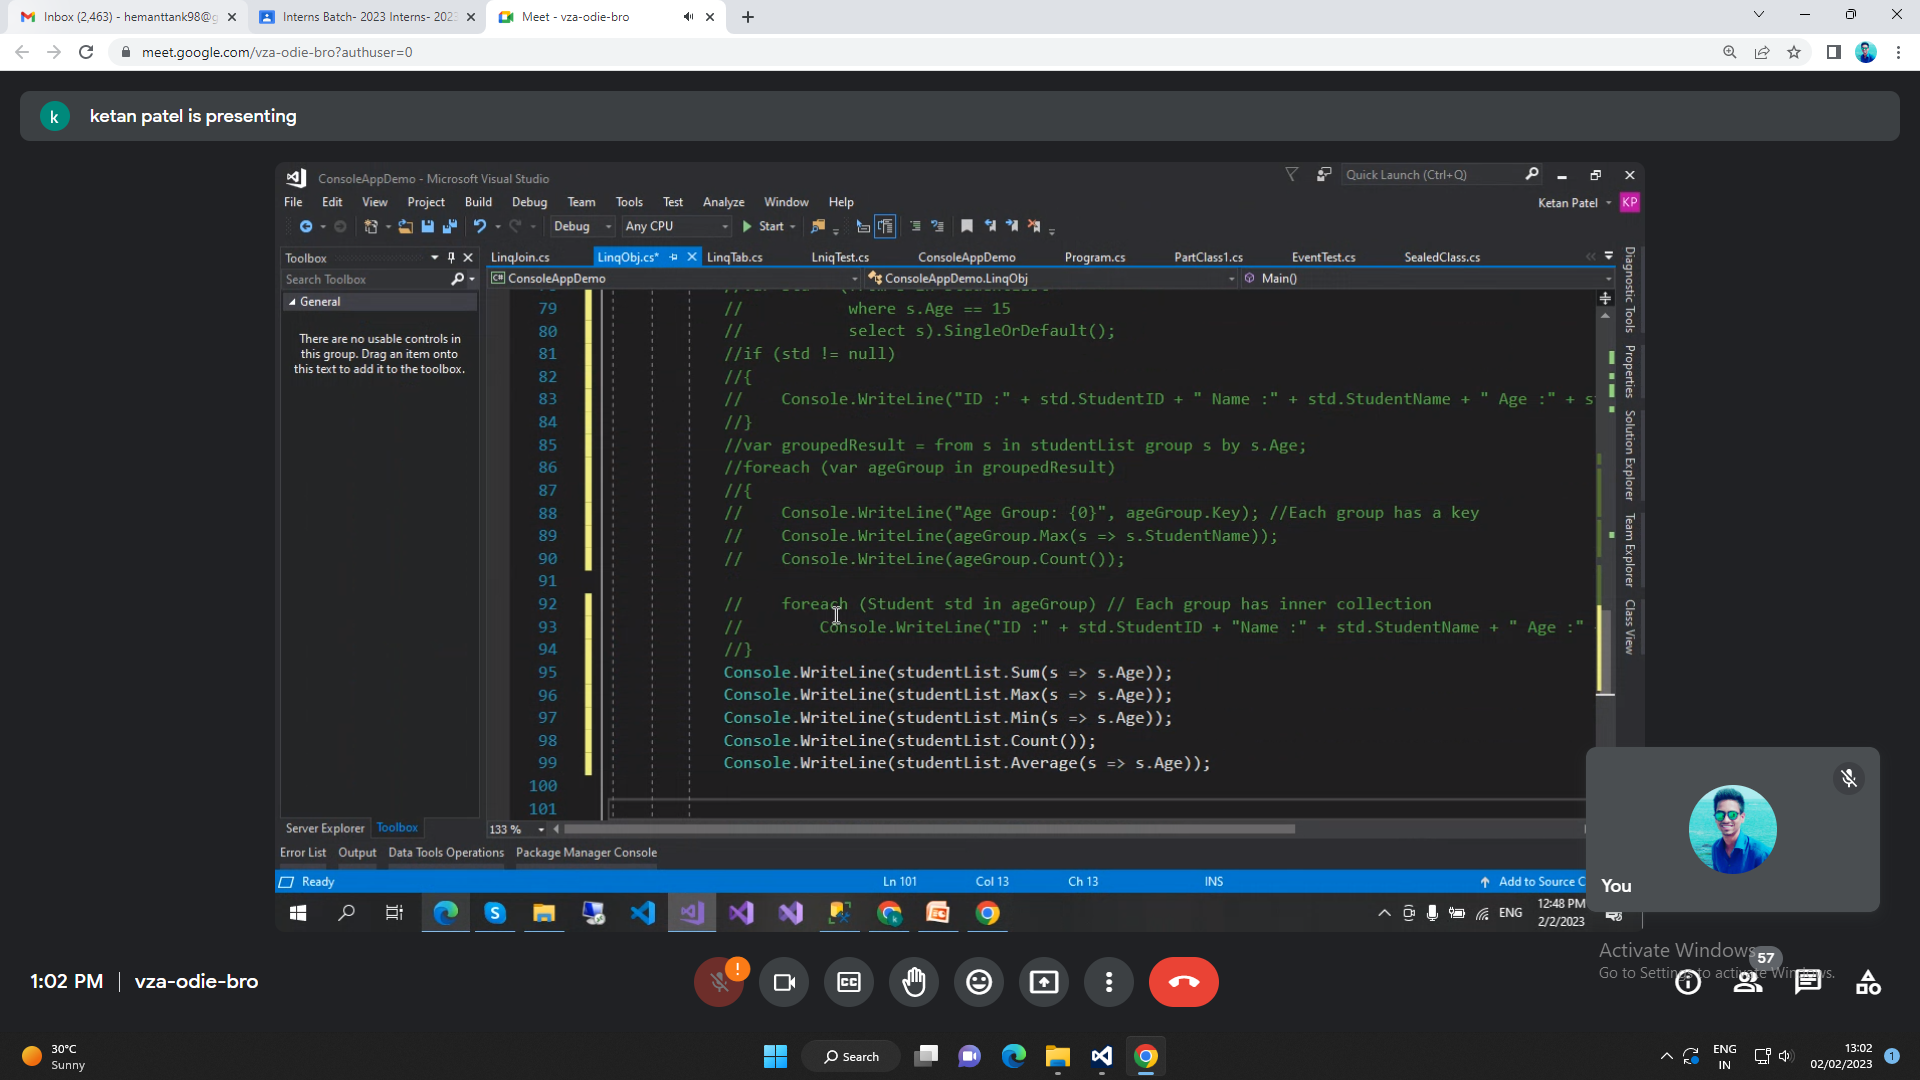 Inbox (2,463) - hemanttank98@g
Interns Batch- 2023 Interns- 2023
Meet - vza-odie-bro
meet.google.com/vza-odie-bro?authuser=0
k
ketan patel is presenting
ConsoleAppDemo - Microsoft Visual Studio
Quick Launch (Ctrl+Q)
File Edit View Project Build Debug Team Tools Test Analyze Window Help
Ketan Patel KP
Debug Any CPU Start
Toolbox
LinqJoin.cs LinqObj.cs* LinqTab.cs LniqTest.cs ConsoleAppDemo Program.cs PartClass1.cs EventTest.cs SealedClass.cs
Search Toolbox
ConsoleAppDemo ConsoleAppDemo.LinqObj Main()
General
There are no usable controls in
this group. Drag an item onto
this text to add it to the toolbox.
79 // where s.Age == 15
80 // select s).SingleOrDefault();
81 //if (std != null)
82 //{
83 // Console.WriteLine("ID :" + std.StudentID + " Name :" + std.StudentName + " Age :" + s
84 //}
85 //var groupedResult = from s in studentList group s by s.Age;
86 //foreach (var ageGroup in groupedResult)
87 //{
88 // Console.WriteLine("Age Group: {0}", ageGroup.Key); //Each group has a key
89 // Console.WriteLine(ageGroup.Max(s => s.StudentName));
90 // Console.WriteLine(ageGroup.Count());
91
92 // foreach (Student std in ageGroup) // Each group has inner collection
93 // Console.WriteLine("ID :" + std.StudentID + "Name :" + std.StudentName + " Age :"
94 //}
95 Console.WriteLine(studentList.Sum(s => s.Age));
96 Console.WriteLine(studentList.Max(s => s.Age));
97 Console.WriteLine(studentList.Min(s => s.Age));
98 Console.WriteLine(studentList.Count());
99 Console.WriteLine(studentList.Average(s => s.Age));
100
101
Diagnostic Tools
Properties
Solution Explorer
Team Explorer
Class View
Server Explorer Toolbox
133 %
Error List Output Data Tools Operations Package Manager Console
Ready Ln 101 Col 13 Ch 13 INS Add to Source C
You
ENG
12:48 PM
2/2/2023
Activate Windows
Go to Settings to activate Windows.
1:02 PM | vza-odie-bro
57
30°C
Sunny
Search
ENG
IN
13:02
02/02/2023
1